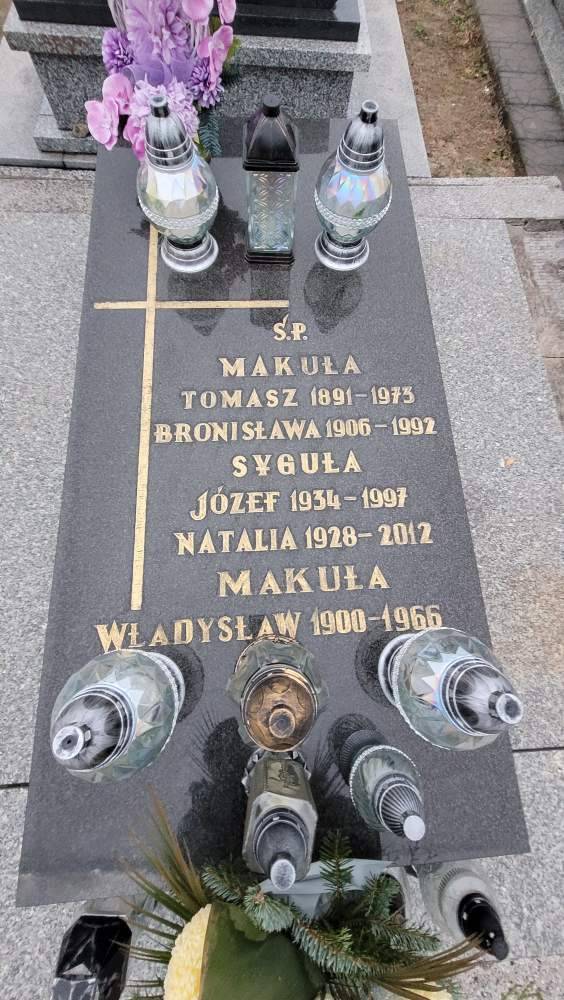 Ś.P.
MAKUŁA
TOMASZ 1891-1973
BRONISŁAWA 1906-1992
SYGUŁA
JÓZEF 1934-1997
NATALIA 1928-2012
MAKUŁA
WŁADYSŁAW 1900-1966